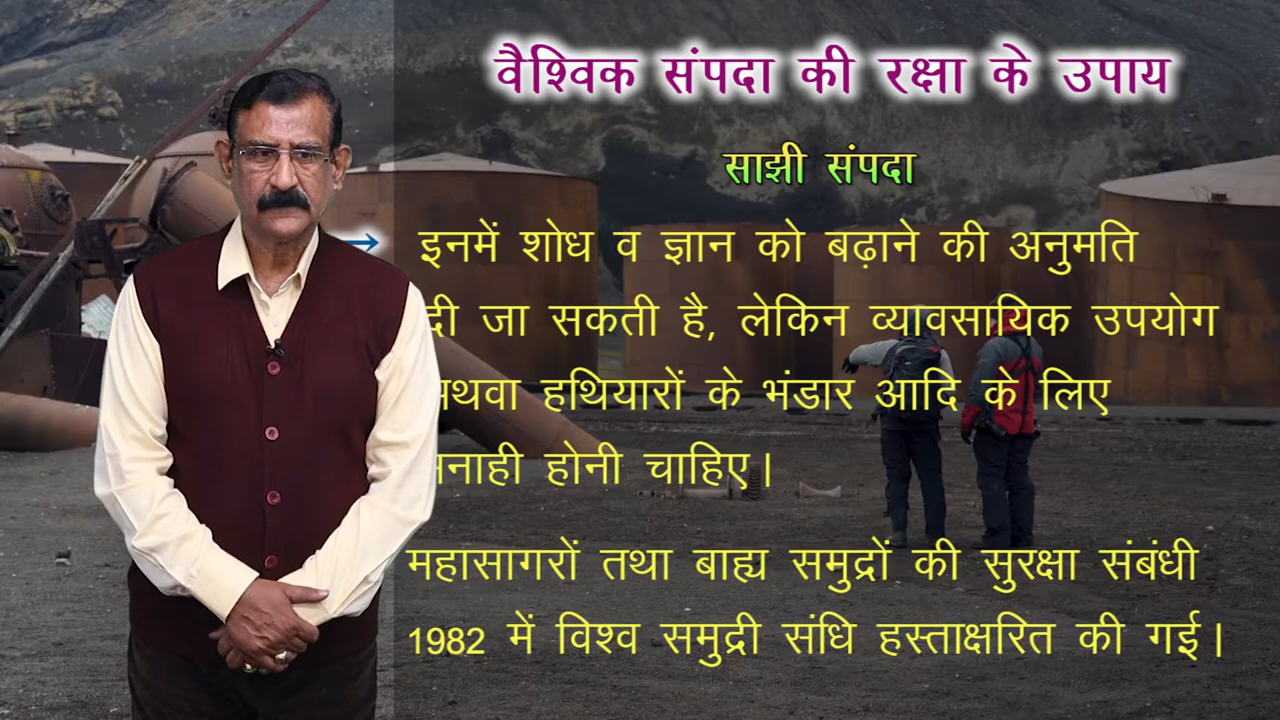 वैश्विक संपदा की रक्षा के उपाय
साझी संपदा
→ इनमें शोध व ज्ञान को बढ़ाने की अनुमति
दी जा सकती है, लेकिन व्यावसायिक उपयोग
अथवा हथियारों के भंडार आदि के लिए
मनाही होनी चाहिए।
महासागरों तथा बाह्य समुद्रों की सुरक्षा संबंधी
1982 में विश्व समुद्री संधि हस्ताक्षरित की गई।